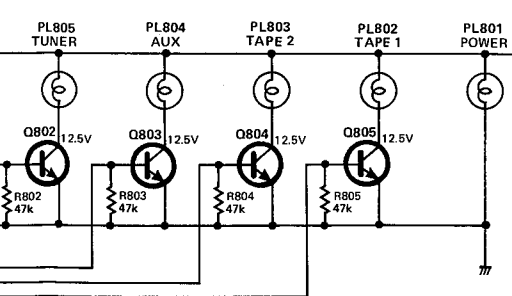 PL805 PL804 PL803 PL802 PL801
TUNER AUX TAPE 2 TAPE 1 POWER
Q802 12.5V Q803 12.5V Q804 12.5V Q805 12.5V
R802 R803 R804 R805
47k 47k 47k 47k